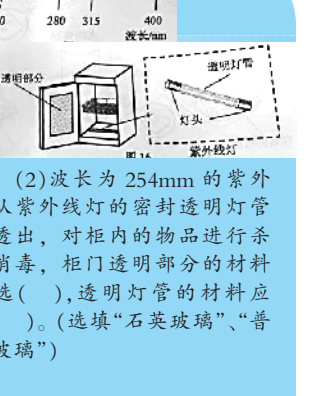 0 280 315 400
波长/nm
透明部分
透明灯管
灯头
图 16
紫外线灯
(2)波长为 254mm 的紫外
从紫外线灯的密封透明灯管
透出，对柜内的物品进行杀
消毒，柜门透明部分的材料
选( ),透明灯管的材料应
)。(选填“石英玻璃”、“普
玻璃”)